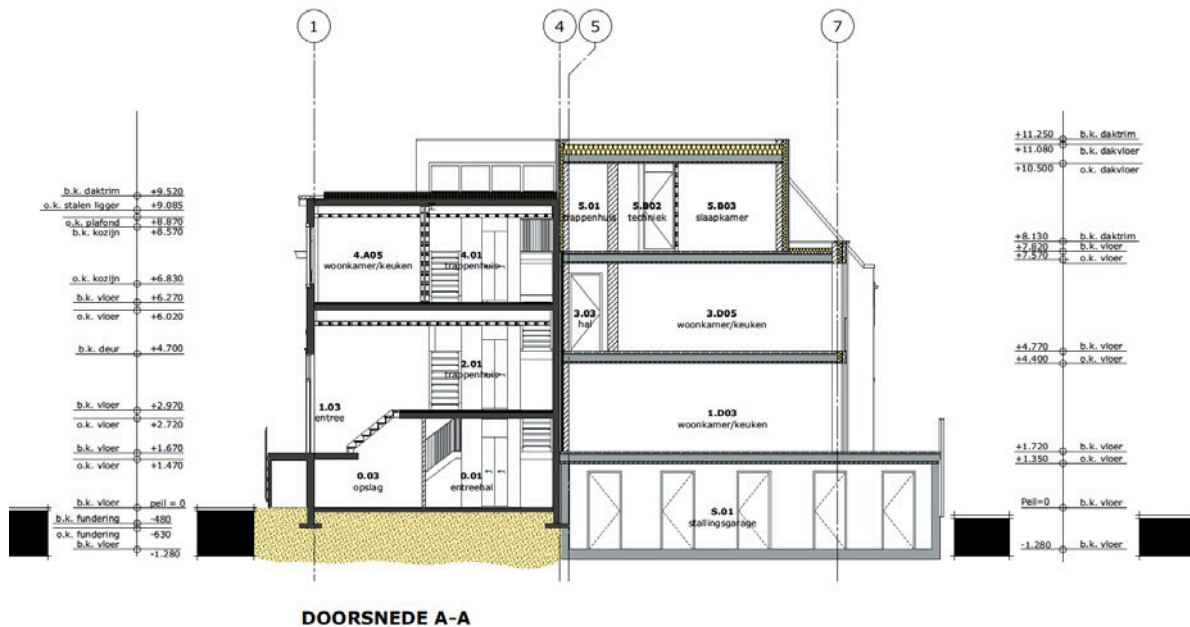 1
4
5
7
b.k. daktrim +9.520
o.k. stalen ligger +9.085
o.k. plafond +8.870
b.k. kozijn +8.570
o.k. kozijn +6.830
b.k. vloer +6.270
o.k. vloer +6.020
b.k. deur +4.700
b.k. vloer +2.970
o.k. vloer +2.720
b.k. vloer +1.670
o.k. vloer +1.470
b.k. vloer peil = 0
b.k. fundering -480
o.k. fundering -630
b.k. vloer -1.280
4.A05
woonkamer/keuken
4.01
trappenhuis
2.01
trappenhuis
1.03
entree
0.03
opslag
0.01
entreehal
5.01
trappenhuis
5.B02
techniek
5.B03
slaapkamer
3.03
hal
3.D05
woonkamer/keuken
1.D03
woonkamer/keuken
S.01
stallingsgarage
+11.250 b.k. daktrim
+11.080 b.k. dakvloer
+10.500 o.k. dakvloer
+8.130 b.k. daktrim
+7.820 b.k. vloer
+7.570 o.k. vloer
+4.770 b.k. vloer
+4.400 o.k. vloer
+1.720 b.k. vloer
+1.350 o.k. vloer
Peil=0 b.k. vloer
-1.280 b.k. vloer
DOORSNEDE A-A